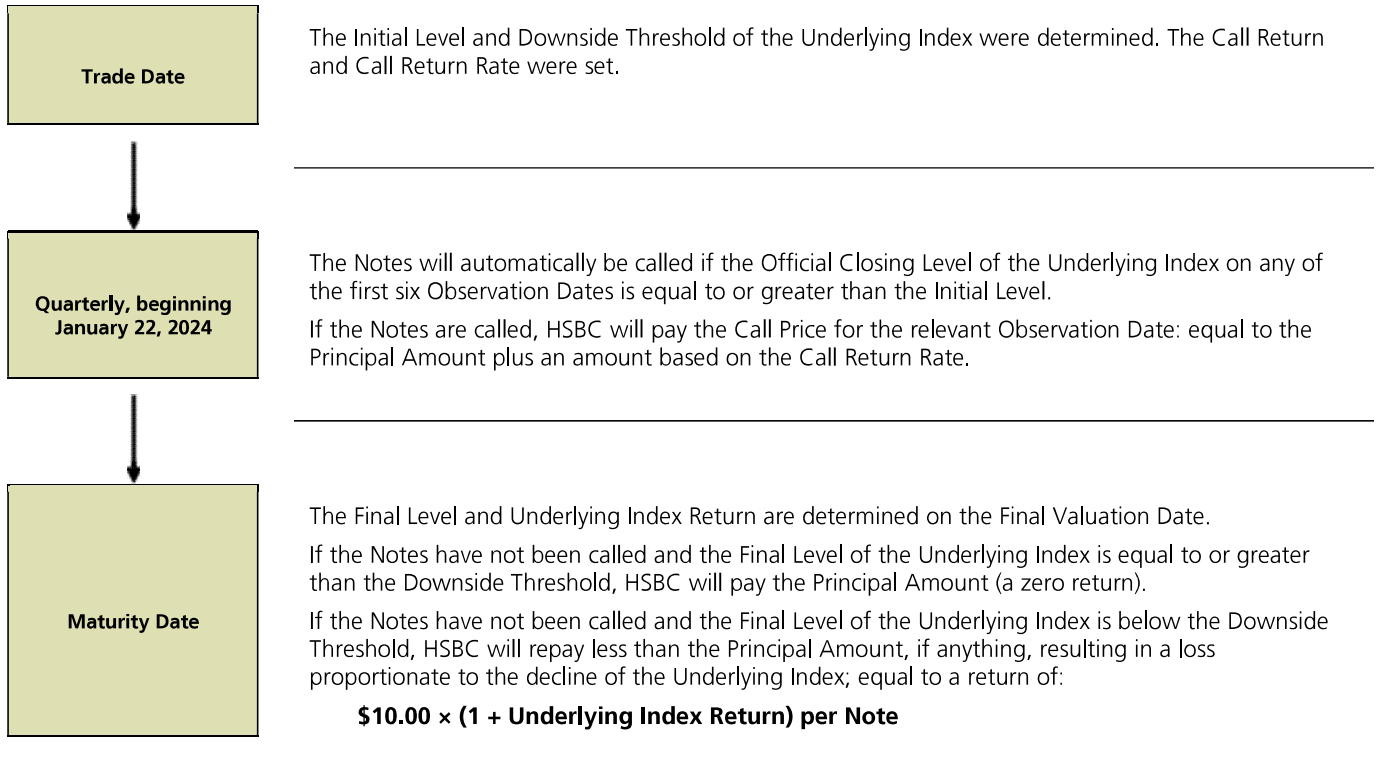 Trade Date
The Initial Level and Downside Threshold of the Underlying Index were determined. The Call Return
and Call Return Rate were set.
Quarterly, beginning
January 22, 2024
The Notes will automatically be called if the Official Closing Level of the Underlying Index on any of
the first six Observation Dates is equal to or greater than the Initial Level.
If the Notes are called, HSBC will pay the Call Price for the relevant Observation Date: equal to the
Principal Amount plus an amount based on the Call Return Rate.
Maturity Date
The Final Level and Underlying Index Return are determined on the Final Valuation Date.
If the Notes have not been called and the Final Level of the Underlying Index is equal to or greater
than the Downside Threshold, HSBC will pay the Principal Amount (a zero return).
If the Notes have not been called and the Final Level of the Underlying Index is below the Downside
Threshold, HSBC will repay less than the Principal Amount, if anything, resulting in a loss
proportionate to the decline of the Underlying Index; equal to a return of:
$10.00 × (1 + Underlying Index Return) per Note